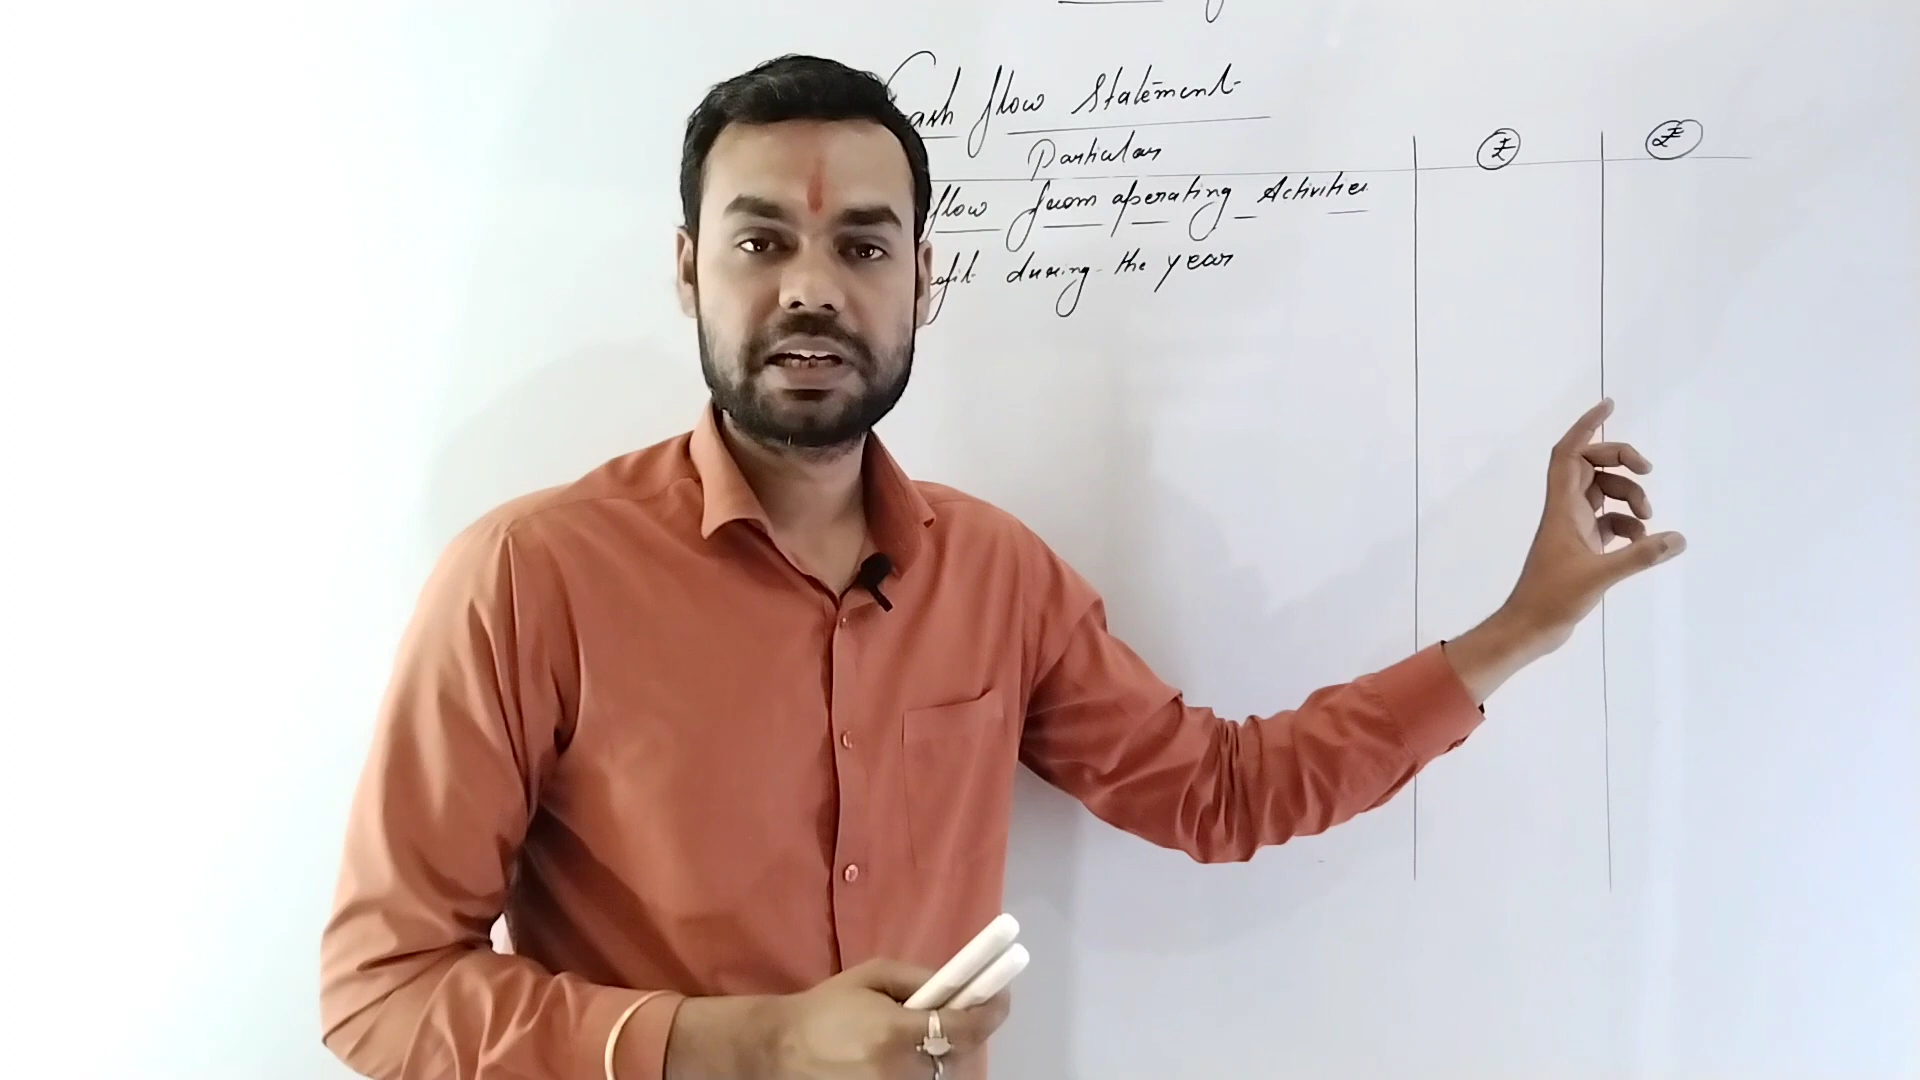 Cash flow Statement
Particulars ₹ ₹
flow from operating Activities
during the year